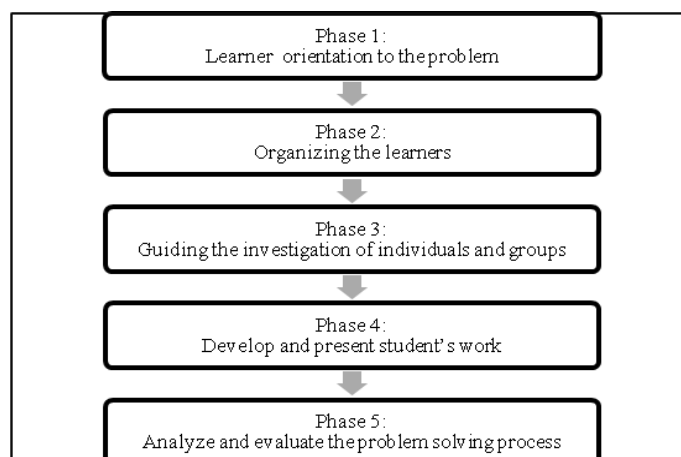 Phase 1:
Learner orientation to the problem
Phase 2:
Organizing the learners
Phase 3:
Guiding the investigation of individuals and groups
Phase 4:
Develop and present student's work
Phase 5:
Analyze and evaluate the problem solving process